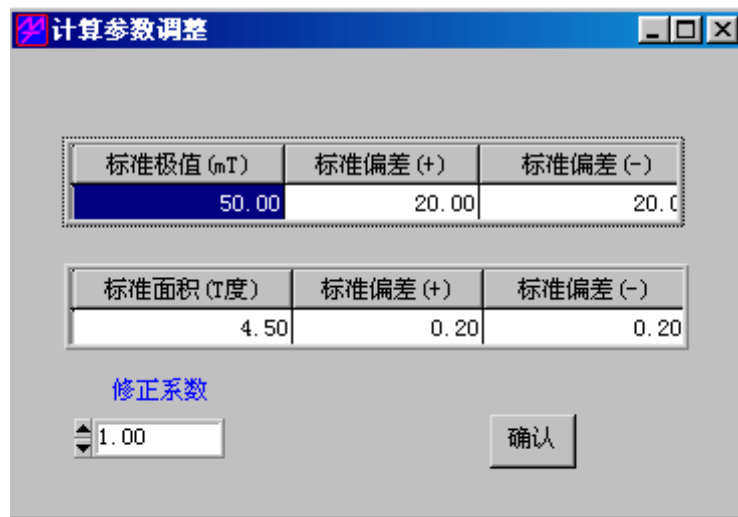 计算参数调整
标准极值(mT) 标准偏差(+) 标准偏差(-)
50.00 20.00 20.0
标准面积(T度) 标准偏差(+) 标准偏差(-)
4.50 0.20 0.20
修正系数
1.00 确认